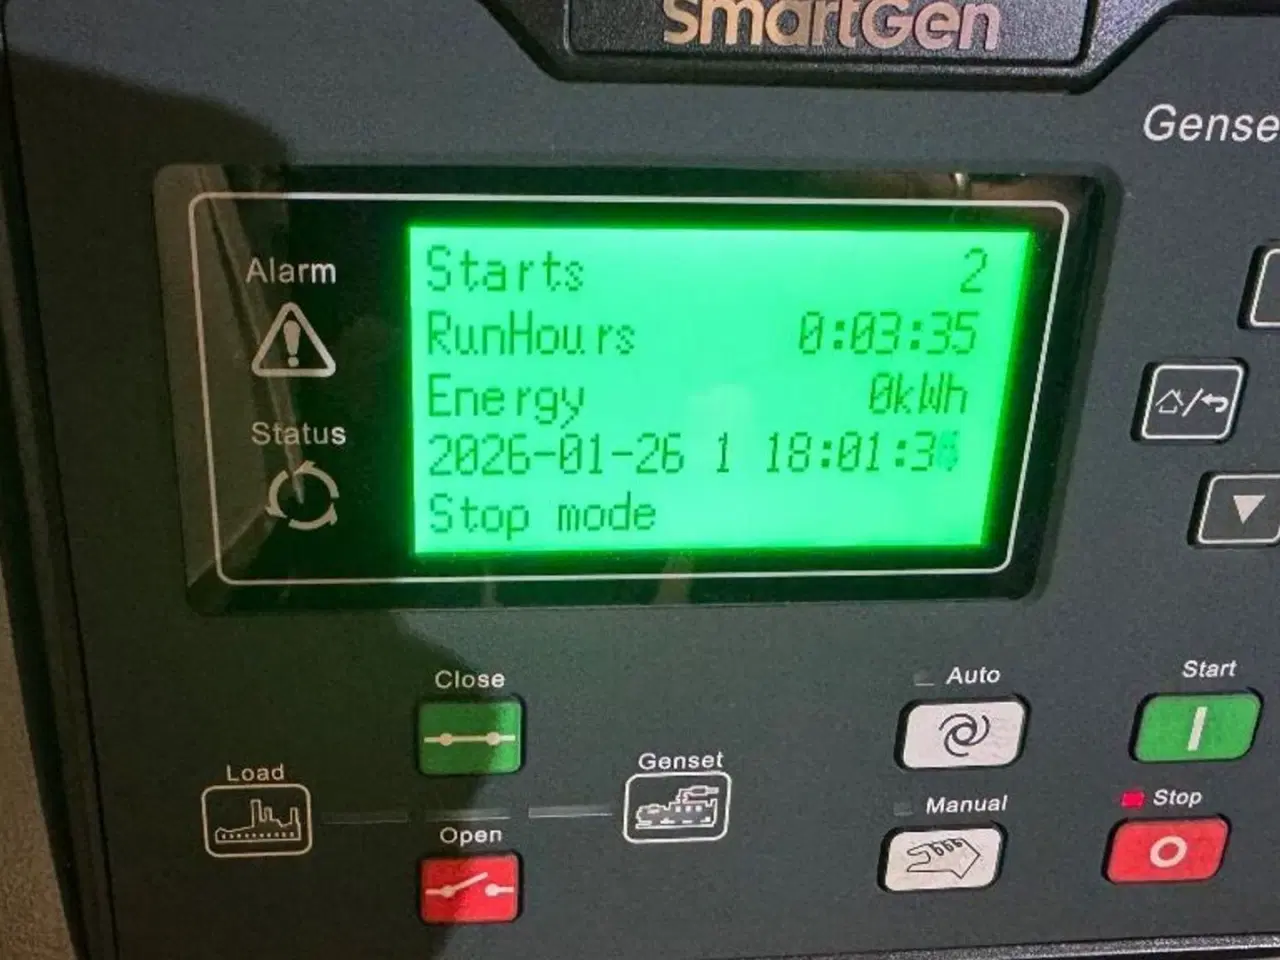 SmartGen
Gense
Alarm
Status
Starts 2
RunHours 0:03:35
Energy 0kWh
2026-01-26 1 18:01:3
Stop mode
Close
Auto
Start
Load
Genset
Open
Manual
Stop